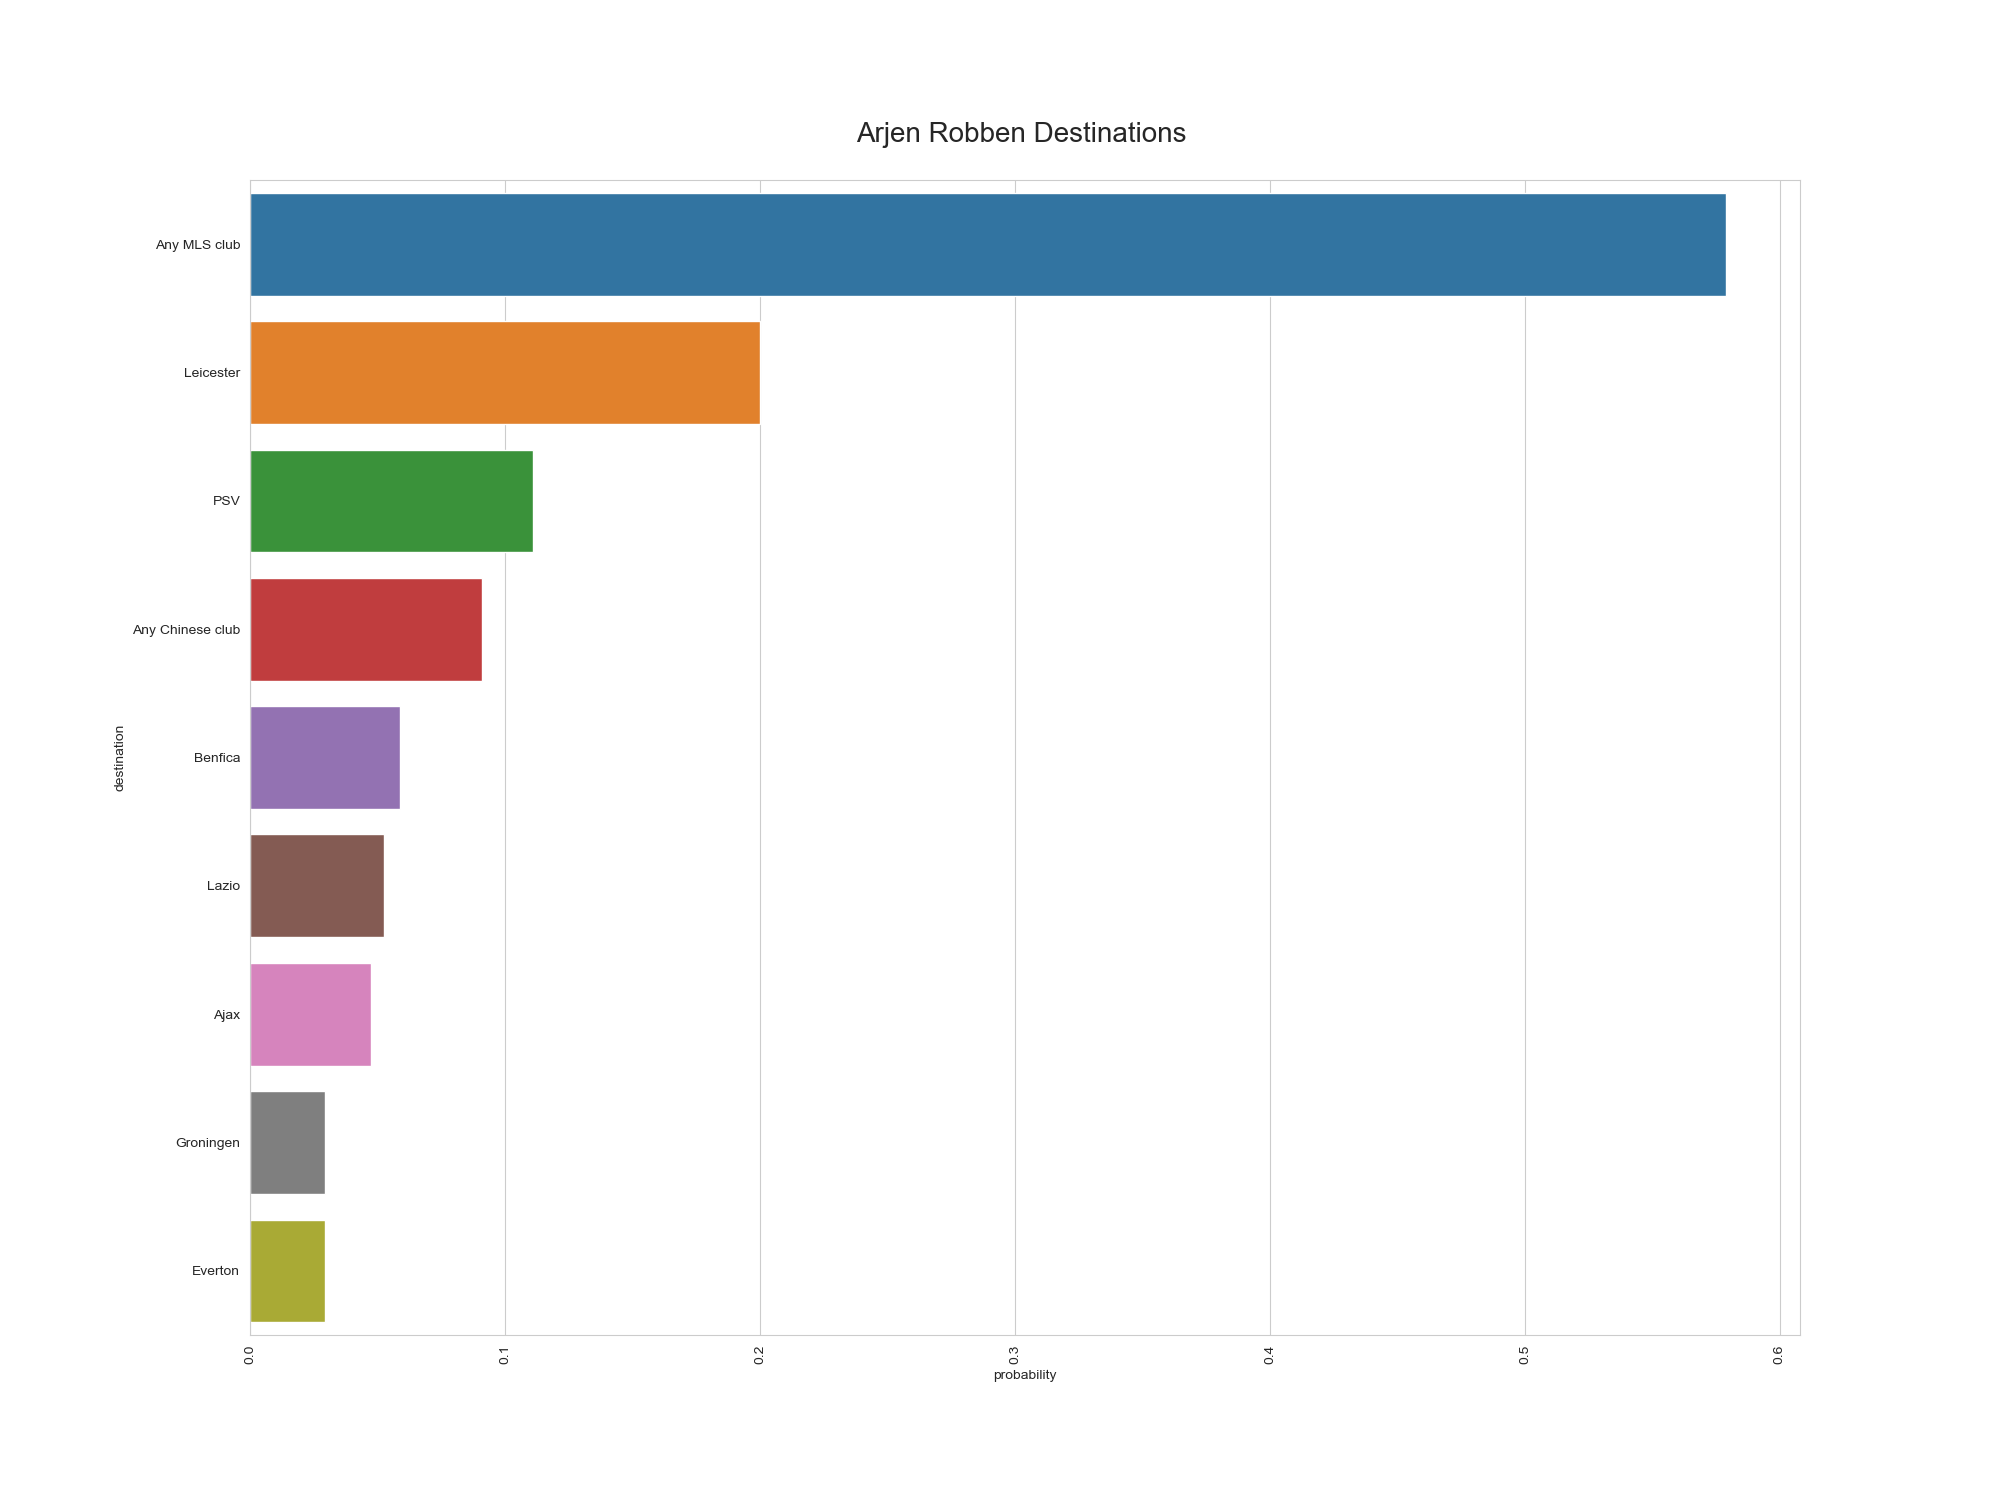 Arjen Robben Destinations
Any MLS club
Leicester
PSV
Any Chinese club
Benfica
Lazio
Ajax
Groningen
Everton
destination
0.0
0.1
0.2
0.3
0.4
0.5
0.6
probability